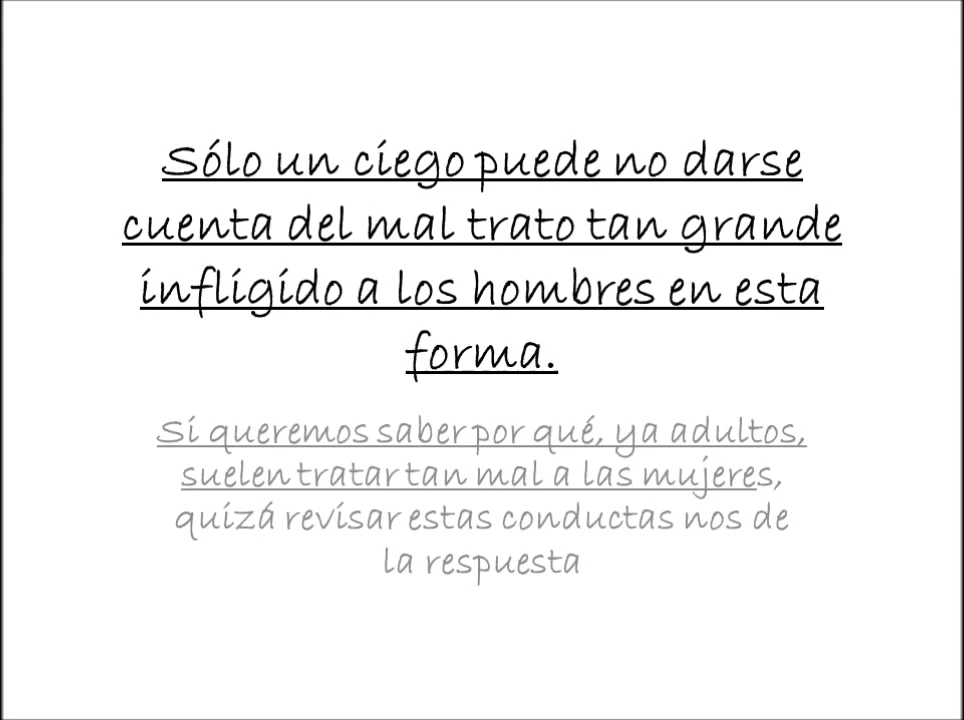 Sólo un ciego puede no darse
cuenta del mal trato tan grande
infligido a los hombres en esta
forma.
Si queremos saber por qué, ya adultos,
suelen tratar tan mal a las mujeres,
quizá revisar estas conductas nos de
la respuesta